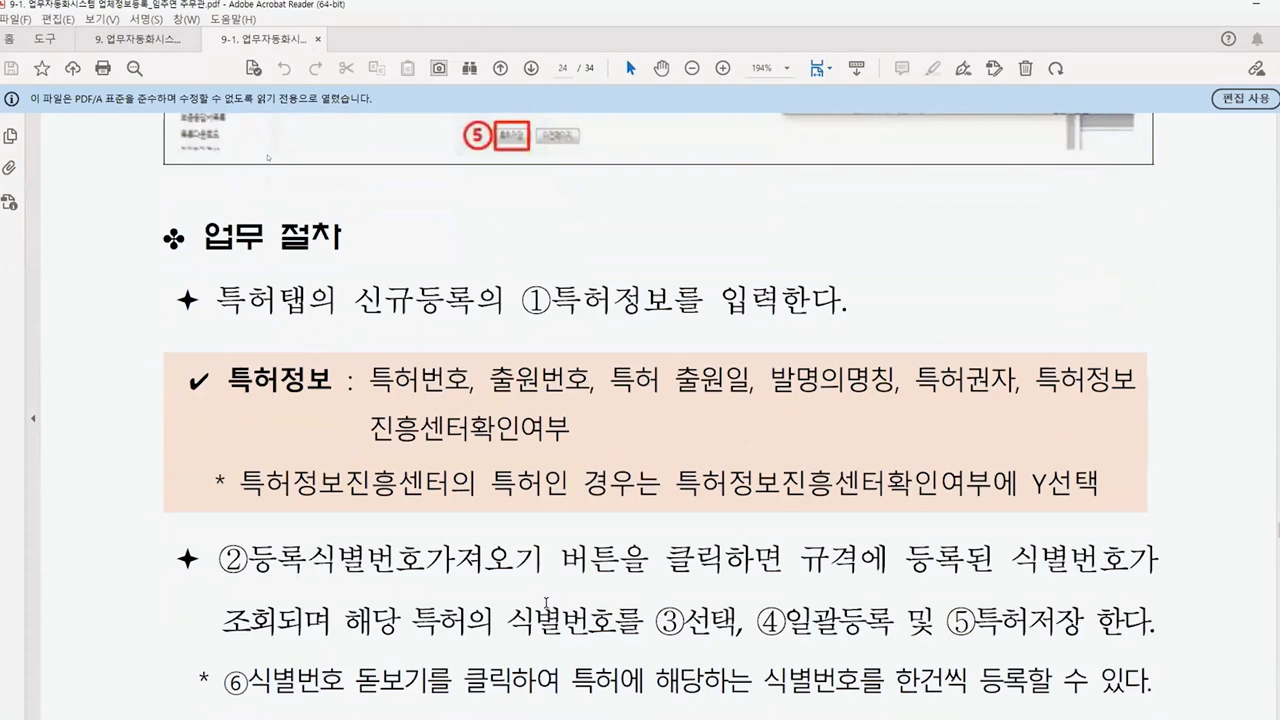 9-1. 업무자동화시스템 업체정보등록_임주연 주무관.pdf - Adobe Acrobat Reader (64-bit)
파일(F) 편집(E) 보기(V) 서명(S) 창(W) 도움말(H)
홈 도구 9. 업무자동화시스... 9-1. 업무자동화시... ×
24 / 34 194%
이 파일은 PDF/A 표준을 준수하며 수정할 수 없도록 읽기 전용으로 열렸습니다. 편집 사용
⑤
❖ 업무 절차
✦ 특허탭의 신규등록의 ①특허정보를 입력한다.
✔ 특허정보 : 특허번호, 출원번호, 특허 출원일, 발명의명칭, 특허권자, 특허정보
진흥센터확인여부
* 특허정보진흥센터의 특허인 경우는 특허정보진흥센터확인여부에 Y선택
✦ ②등록식별번호가져오기 버튼을 클릭하면 규격에 등록된 식별번호가
조회되며 해당 특허의 식별번호를 ③선택, ④일괄등록 및 ⑤특허저장 한다.
* ⑥식별번호 돋보기를 클릭하여 특허에 해당하는 식별번호를 한건씩 등록할 수 있다.